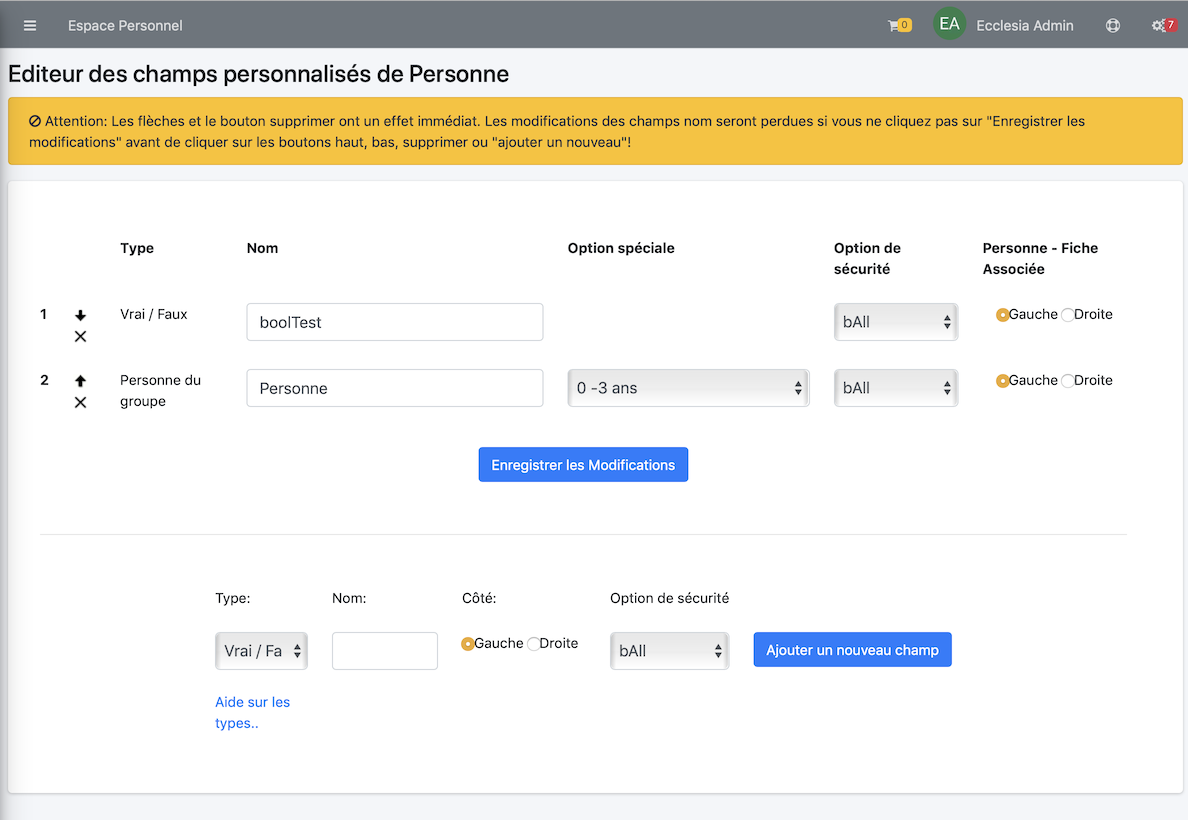 Espace Personnel
0
EA
Ecclesia Admin
7
Editeur des champs personnalisés de Personne
Attention: Les flèches et le bouton supprimer ont un effet immédiat. Les modifications des champs nom seront perdues si vous ne cliquez pas sur "Enregistrer les
modifications" avant de cliquer sur les boutons haut, bas, supprimer ou "ajouter un nouveau"!
Type
Nom
Option spéciale
Option de
sécurité
Personne - Fiche
Associée
1
Vrai / Faux
boolTest
bAll
Gauche
Droite
2
Personne du
groupe
Personne
0 -3 ans
bAll
Gauche
Droite
Enregistrer les Modifications
Type:
Nom:
Côté:
Option de sécurité
Vrai / Fa
Gauche
Droite
bAll
Ajouter un nouveau champ
Aide sur les
types..